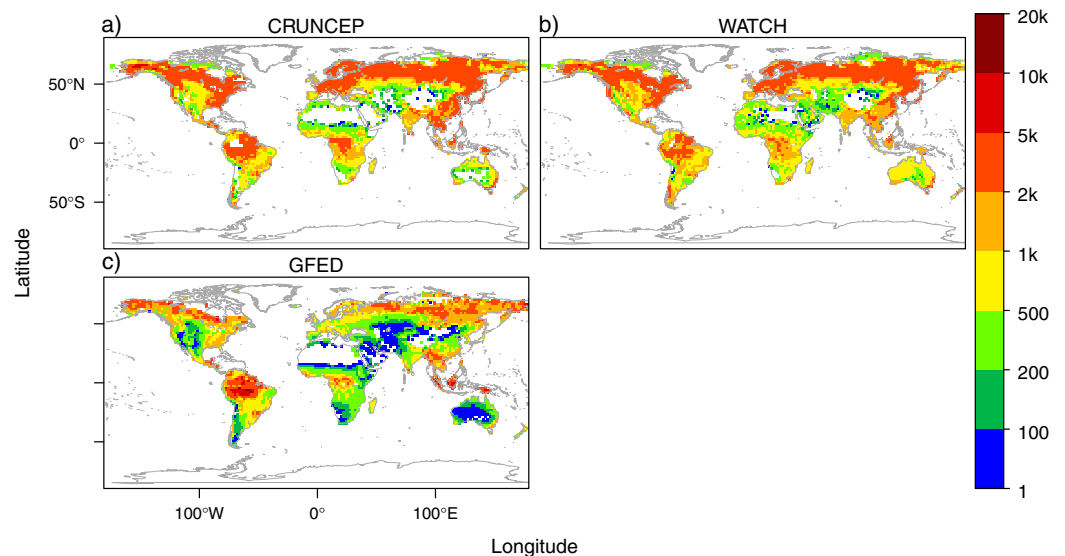 a) CRUNCEP
b) WATCH
20k
10k
5k
2k
1k
500
200
100
1
50°N
0°
50°S
Latitude
c) GFED
100°W 0° 100°E
Longitude